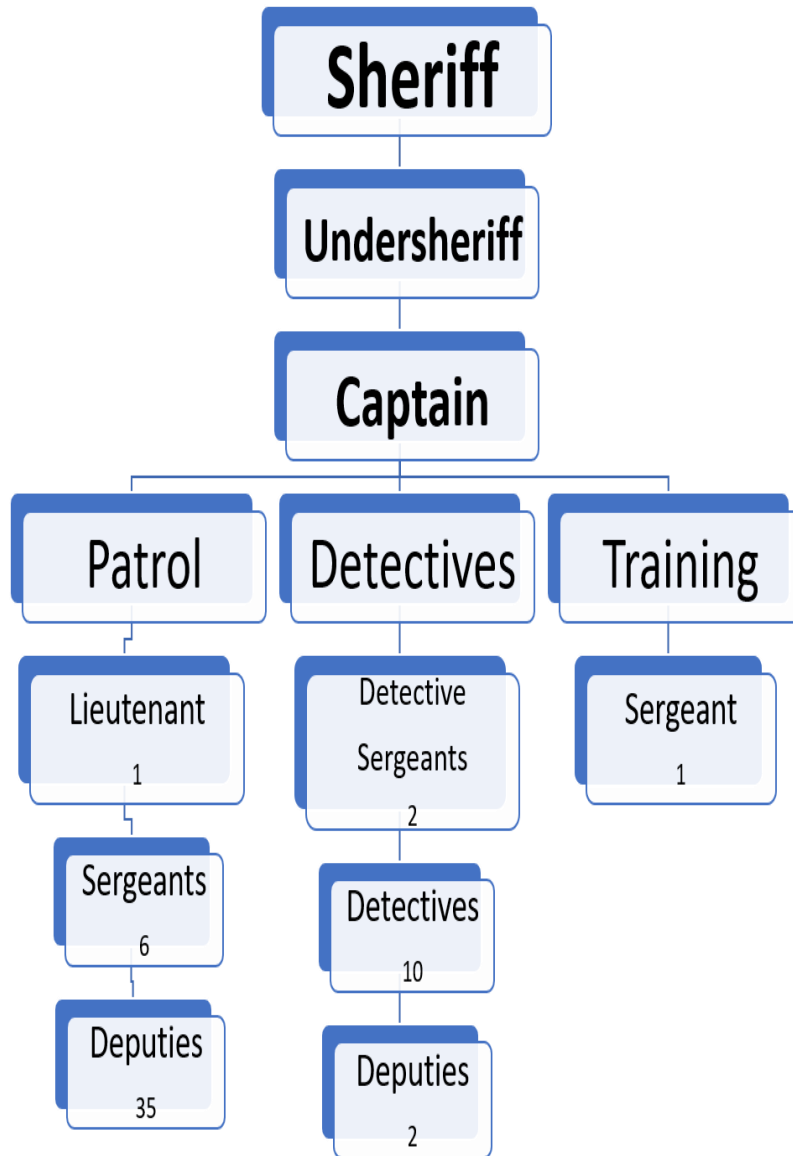 Sheriff
Undersheriff
Captain
Patrol
Detectives
Training
Lieutenant
1
Sergeants
6
Deputies
35
Detective
Sergeants
2
Detectives
10
Deputies
2
Sergeant
1